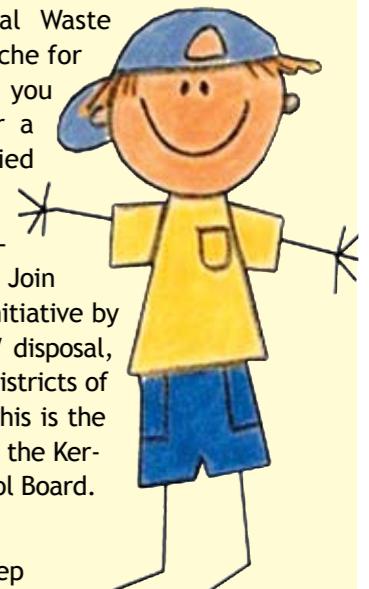 al Waste
che for
you
r a
ied
-
Join
nitiative by
disposal,
istricts of
his is the
the Ker-
ol Board.
ep